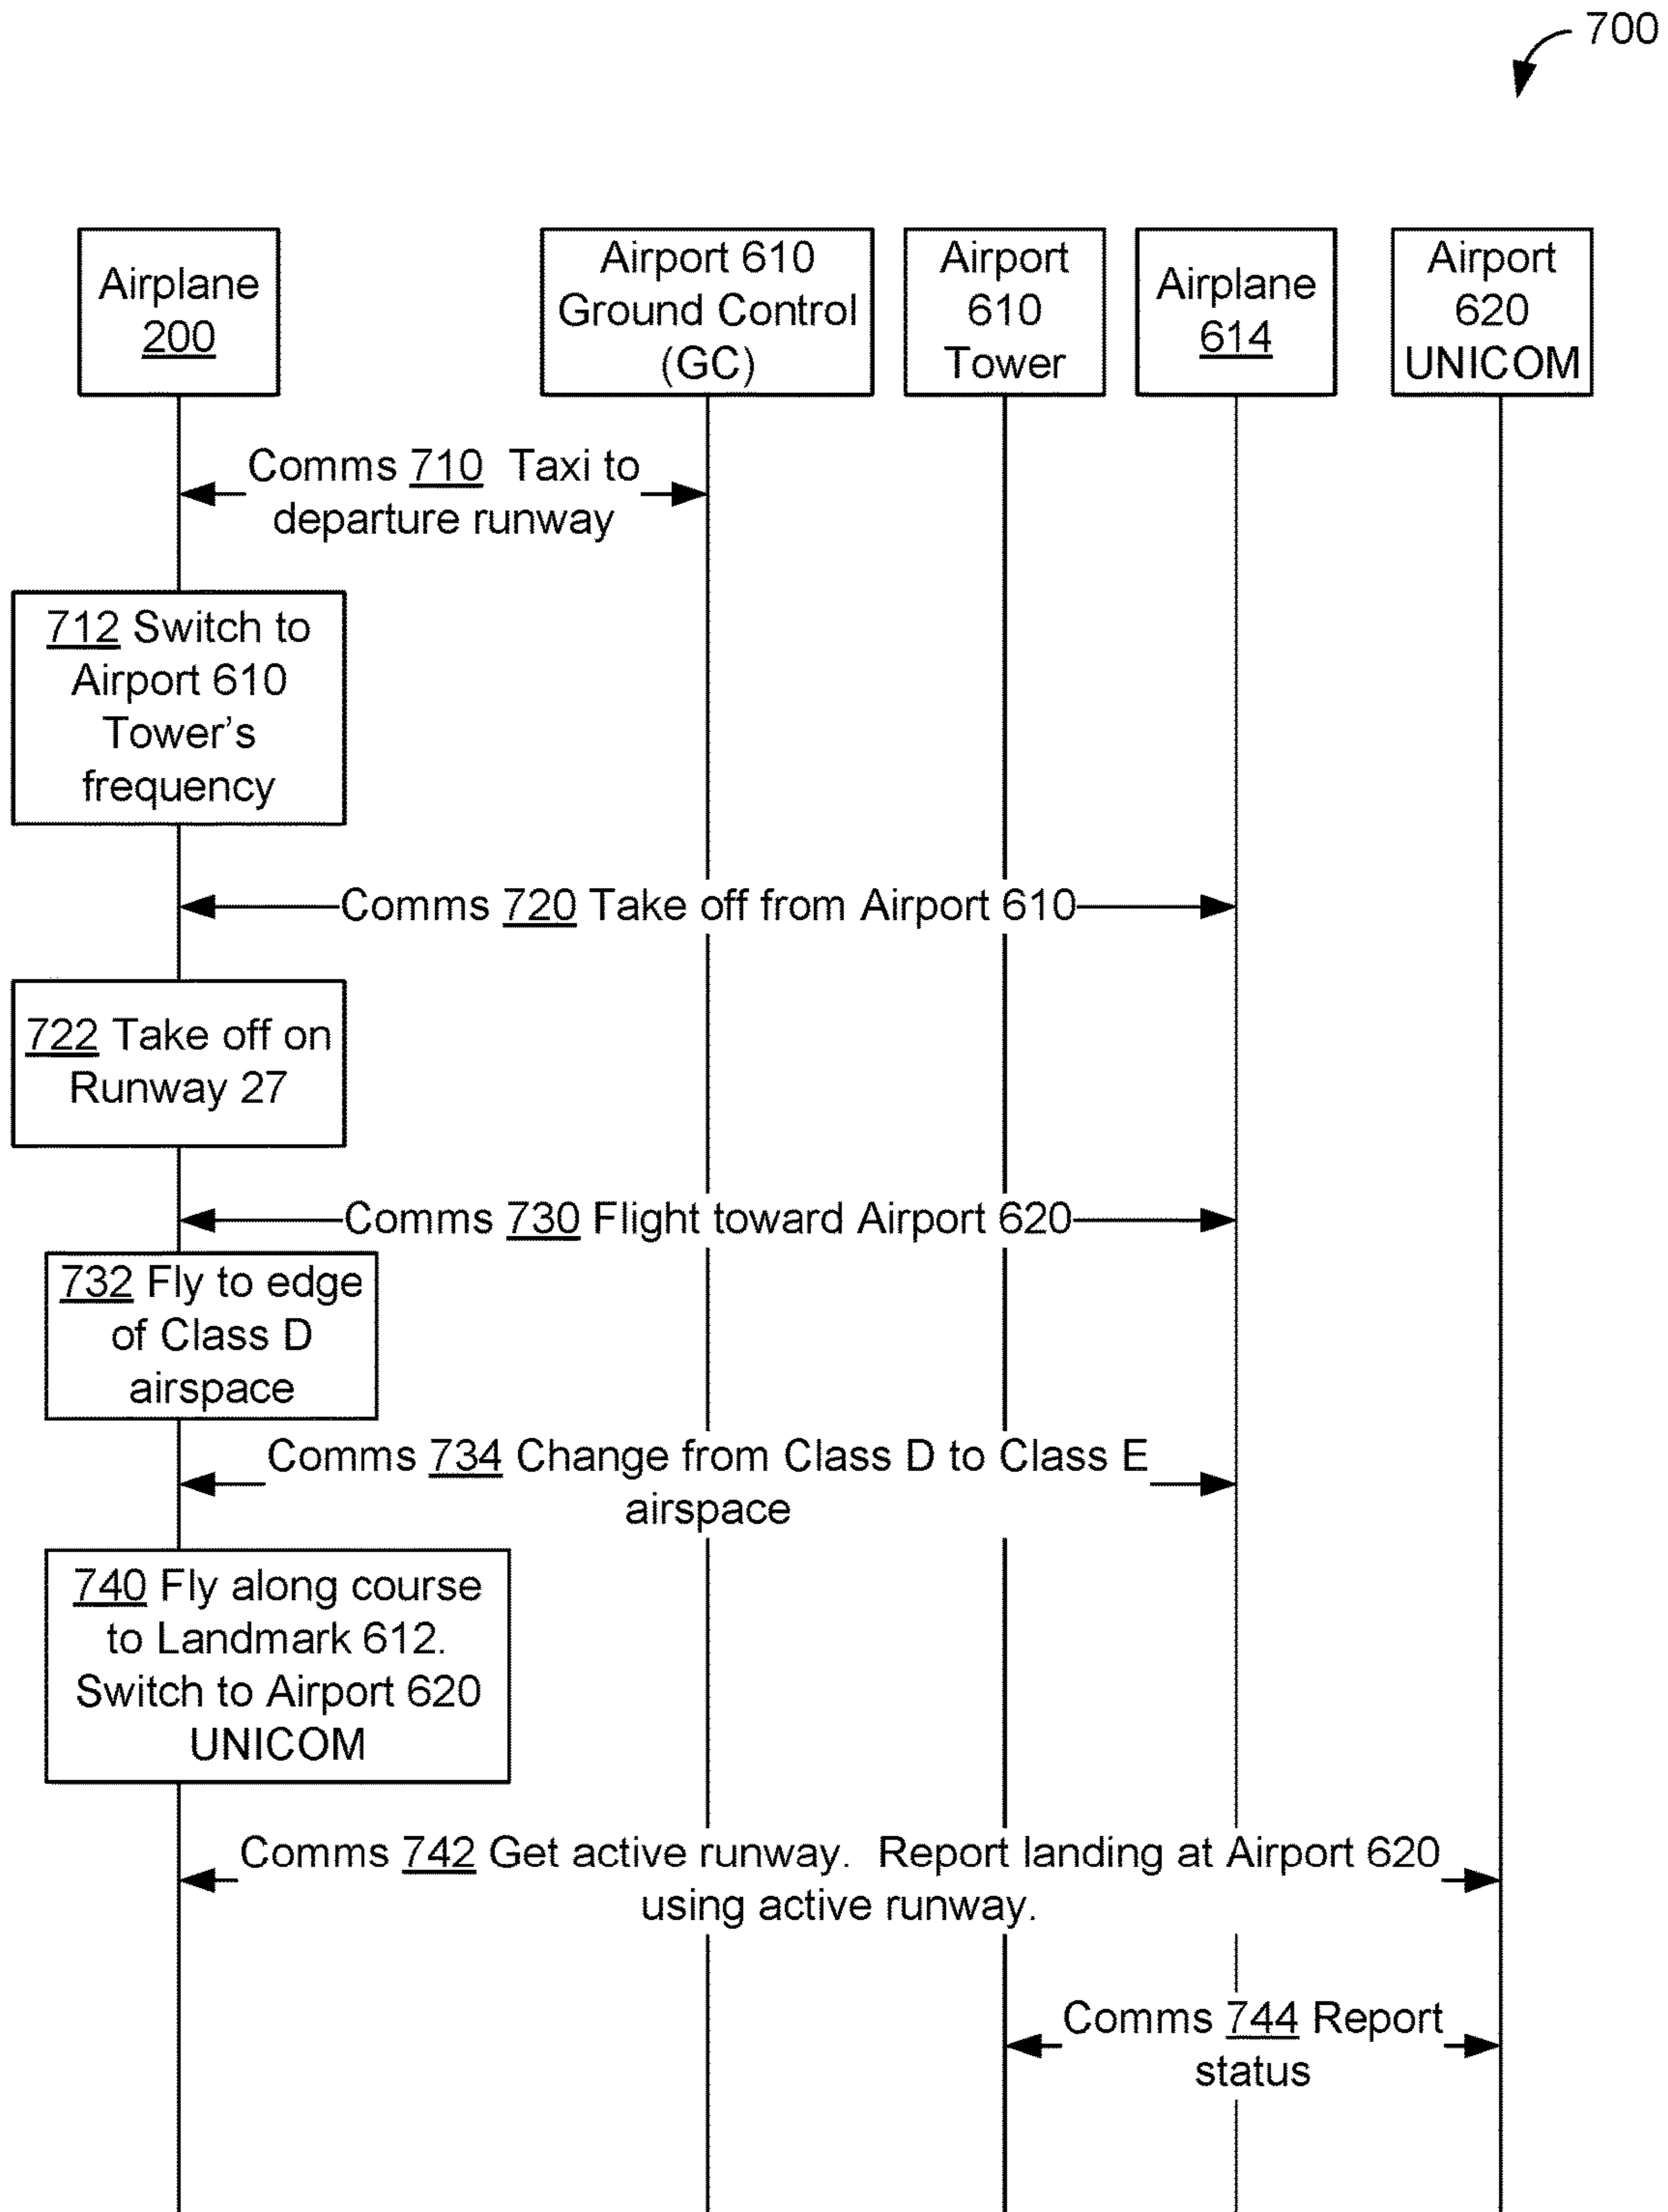 700
Airplane
200
Airport 610
Ground Control
(GC)
Airport
610
Tower
Airplane
614
Airport
620
UNICOM
Comms 710  Taxi to
departure runway
712 Switch to
Airport 610
Tower's
frequency
Comms 720 Take off from Airport 610
722 Take off on
Runway 27
Comms 730 Flight toward Airport 620
732 Fly to edge
of Class D
airspace
Comms 734 Change from Class D to Class E
airspace
740 Fly along course
to Landmark 612.
Switch to Airport 620
UNICOM
Comms 742 Get active runway.  Report landing at Airport 620
using active runway.
Comms 744 Report
status